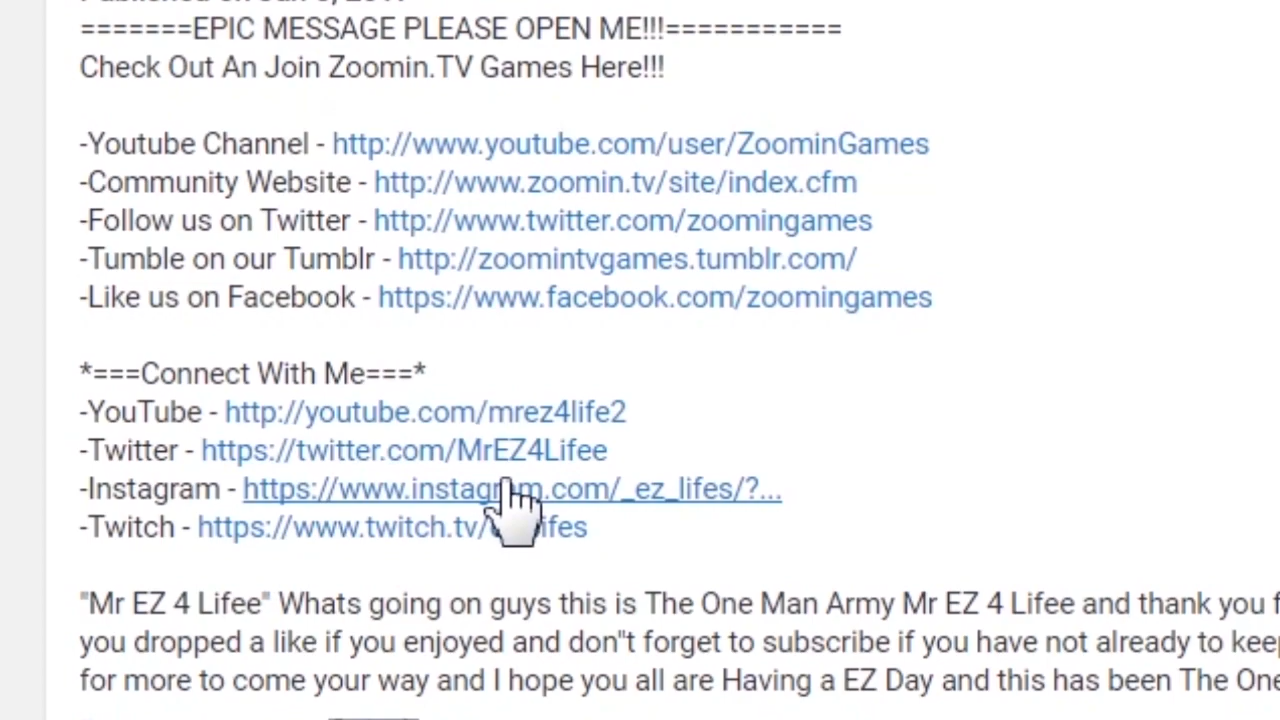 =======EPIC MESSAGE PLEASE OPEN ME!!!===========
Check Out An Join Zoomin.TV Games Here!!!
-Youtube Channel - http://www.youtube.com/user/ZoominGames
-Community Website - http://www.zoomin.tv/site/index.cfm
-Follow us on Twitter - http://www.twitter.com/zoomingames
-Tumble on our Tumblr - http://zoomintvgames.tumblr.com/
-Like us on Facebook - https://www.facebook.com/zoomingames
*===Connect With Me===*
-YouTube - http://youtube.com/mrez4life2
-Twitter - https://twitter.com/MrEZ4Lifee
-Instagram - https://www.instagram.com/_ez_lifes/?...
-Twitch -
"Mr EZ 4 Lifee" Whats going on guys this is The One Man Army Mr EZ 4 Lifee and thank you
you dropped a like if you enjoyed and don"t forget to subscribe if you have not already to keep
for more to come your way and I hope you all are Having a EZ Day and this has been The One